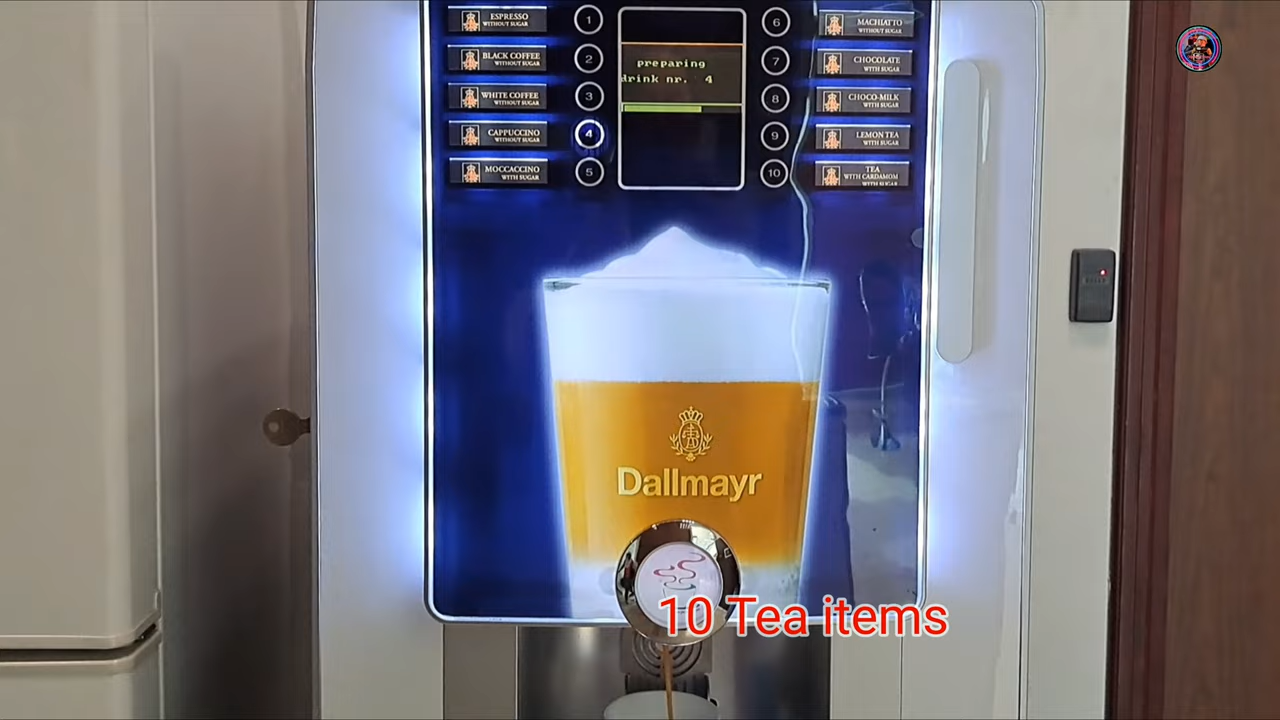 ESPRESSO
WITHOUT SUGAR
1
BLACK COFFEE
WITHOUT SUGAR
2
WHITE COFFEE
WITHOUT SUGAR
3
CAPPUCCINO
WITHOUT SUGAR
4
MOCCACCINO
WITH SUGAR
5
preparing
drink nr. 4
6
MACHIATTO
WITHOUT SUGAR
7
CHOCOLATE
WITH SUGAR
8
CHOCO-MILK
WITH SUGAR
9
LEMON TEA
WITH SUGAR
10
TEA
WITH CARDAMOM
WITH SUGAR
Dallmayr
10 Tea items